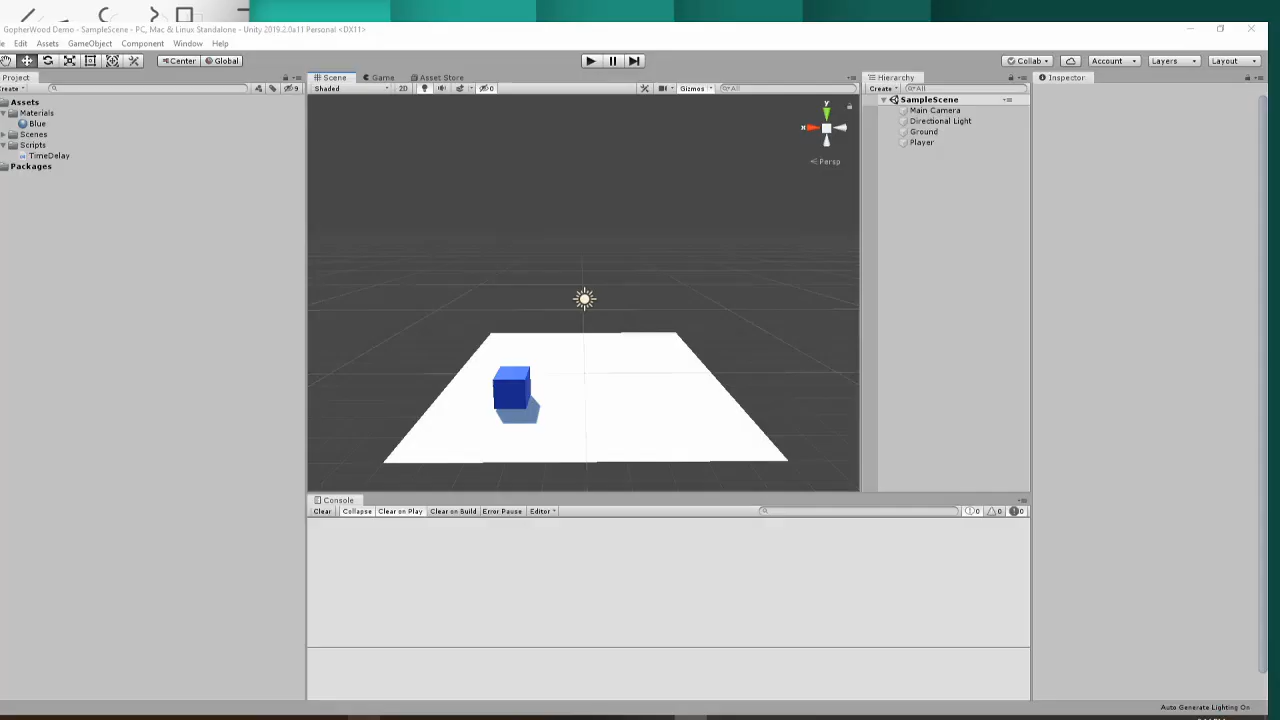 GopherWood Demo - SampleScene - PC, Mac & Linux Standalone - Unity 2019.2.0a11 Personal <DX11>
Edit Assets GameObject Component Window Help
Center Global Collab Account Layers Layout
Project Scene Game Asset Store Hierarchy Inspector
Shaded 2D 0 Gizmos All Create All
9
Assets
Materials
Blue
Scenes
Scripts
TimeDelay
Packages
y
x
Persp
SampleScene
Main Camera
Directional Light
Ground
Player
Console
Clear Collapse Clear on Play Clear on Build Error Pause Editor 0 0 0
Auto Generate Lighting On